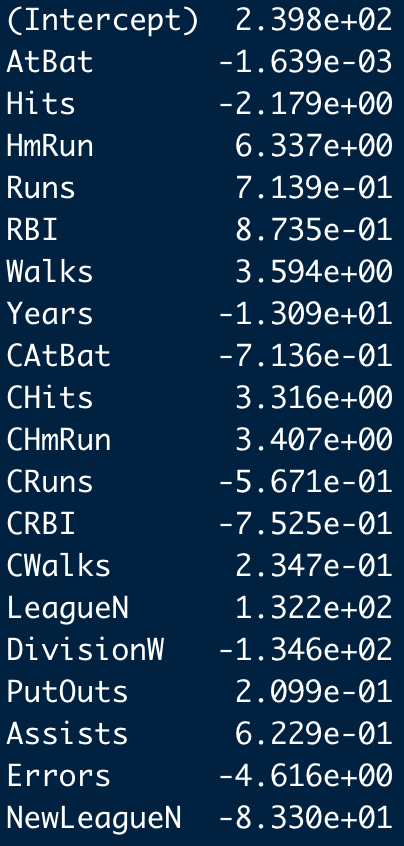 (Intercept) 2.398e+02
AtBat -1.639e-03
Hits -2.179e+00
HmRun 6.337e+00
Runs 7.139e-01
RBI 8.735e-01
Walks 3.594e+00
Years -1.309e+01
CAtBat -7.136e-01
CHits 3.316e+00
CHmRun 3.407e+00
CRuns -5.671e-01
CRBI -7.525e-01
CWalks 2.347e-01
LeagueN 1.322e+02
DivisionW -1.346e+02
PutOuts 2.099e-01
Assists 6.229e-01
Errors -4.616e+00
NewLeagueN -8.330e+01